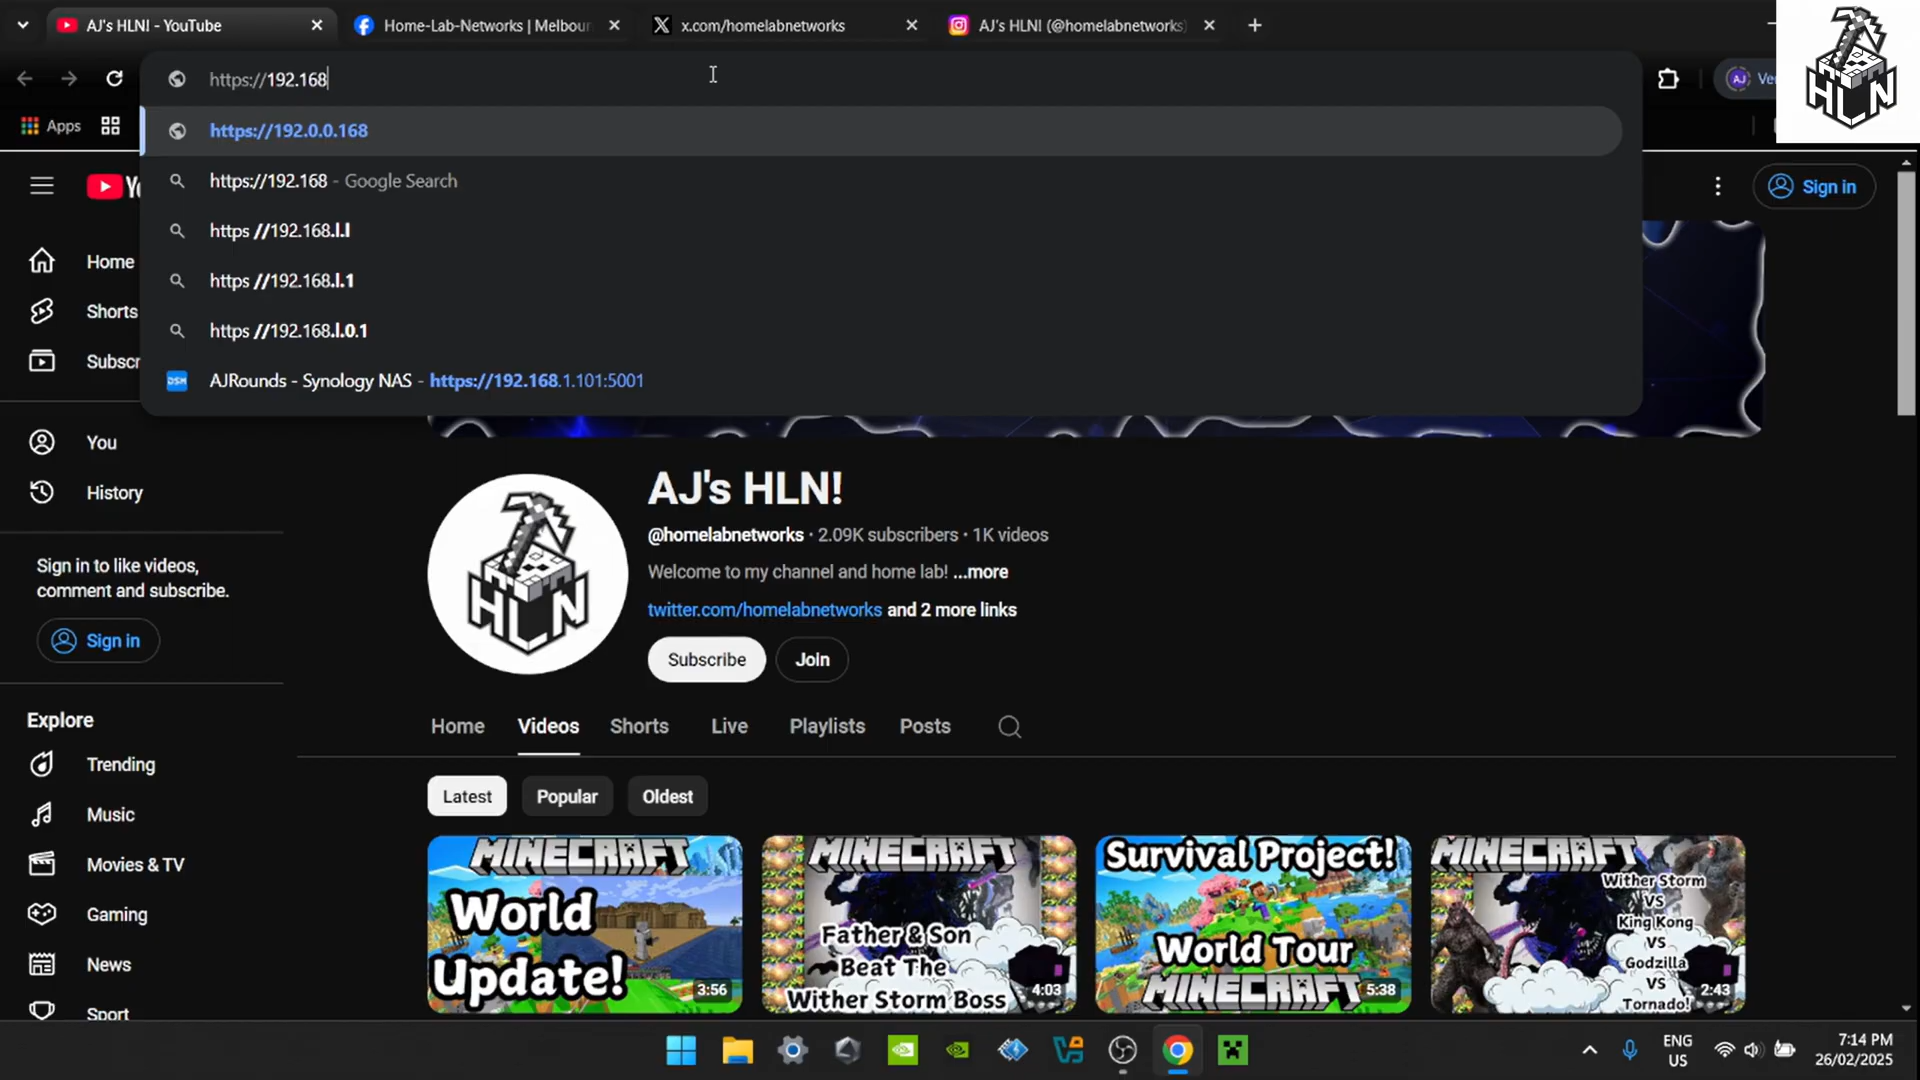 AJ's HLN! - YouTube
Home-Lab-Networks | Melbou
x.com/homelabnetworks
AJ's HLN! (@homelabnetworks)
https://192.168
AJ
Ve
HLN
https://192.0.0.168
Apps
https://192.168 - Google Search
Sign in
https //192.168.l.l
Home
https //192.168.l.1
Shorts
https //192.168.l.0.1
Subscr
DSM AJRounds - Synology NAS - https://192.168.1.101:5001
You
History
AJ's HLN!
@homelabnetworks · 2.09K subscribers · 1K videos
Welcome to my channel and home lab! ...more
twitter.com/homelabnetworks and 2 more links
HLN
Sign in to like videos,
comment and subscribe.
Sign in
Subscribe
Join
Explore
Home
Videos
Shorts
Live
Playlists
Posts
Trending
Music
Movies & TV
Gaming
News
Sport
Latest
Popular
Oldest
MINECRAFT
World
Update!
3:56
MINECRAFT
Father & Son
Beat The
Wither Storm Boss
4:03
Survival Project!
World Tour
MINECRAFT
5:38
MINECRAFT
Wither Storm
VS
King Kong
VS
Godzilla
VS
Tornado!
2:43
ENG
US
7:14 PM
26/02/2025